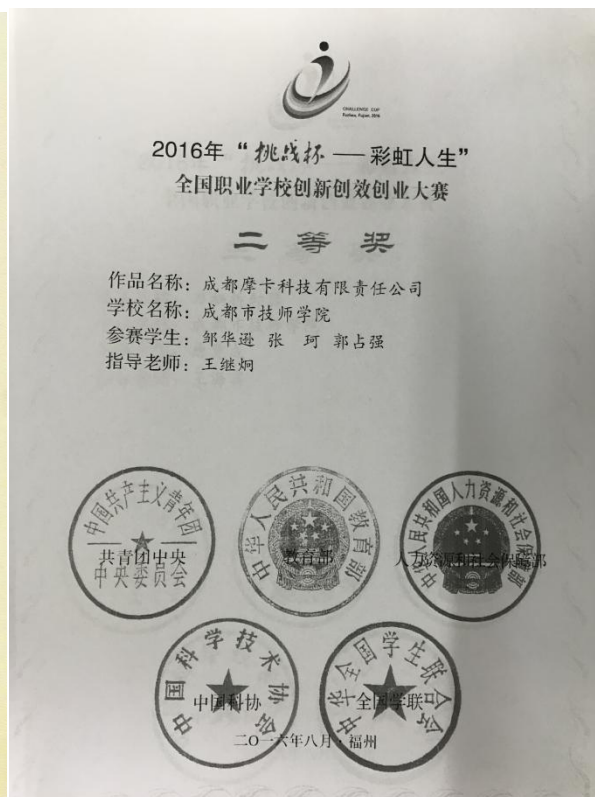 CHALLENGE CUP
Fuzhou, Fujian, 2016
2016年“挑战杯——彩虹人生”
全国职业学校创新创效创业大赛
二等奖
作品名称：成都摩卡科技有限责任公司
学校名称：成都市技师学院
参赛学生：邹华逊 张 珂 郭占强
指导老师：王继炯
中国共产主义青年团
中央委员会
共青团中央
中华人民共和国教育部
教育部
中华人民共和国人力资源和社会保障部
人力资源和社会保障部
中国科学技术协会
中国科协
中华全国学生联合会
全国学联
二〇一六年八月·福州